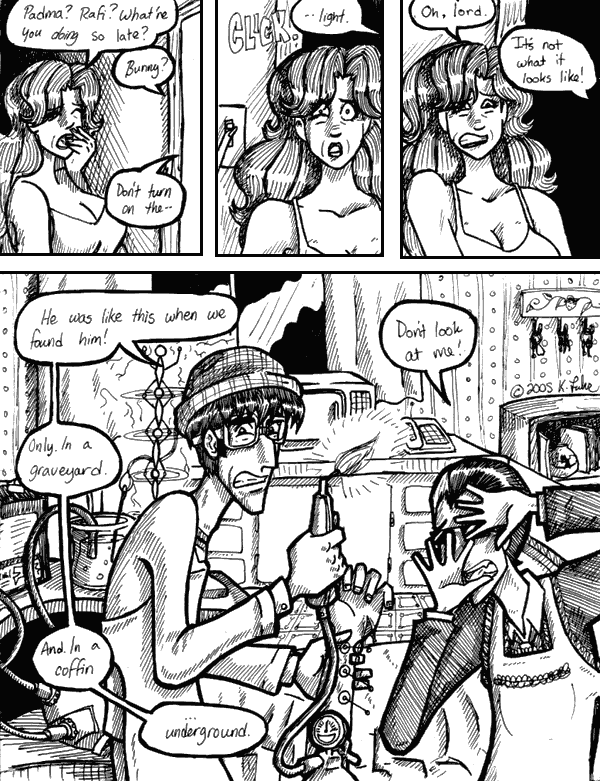 Padma? Rafi? What're
you doing so late?
Bunny?
Don't turn
on the--
CLICK!
--light.
Oh, lord.
It's not
what it
looks like!
He was like this when we
found him!
Only. In a
graveyard.
And. In a
coffin
...
underground.
Don't look
at me!
© 2005 K. Luke